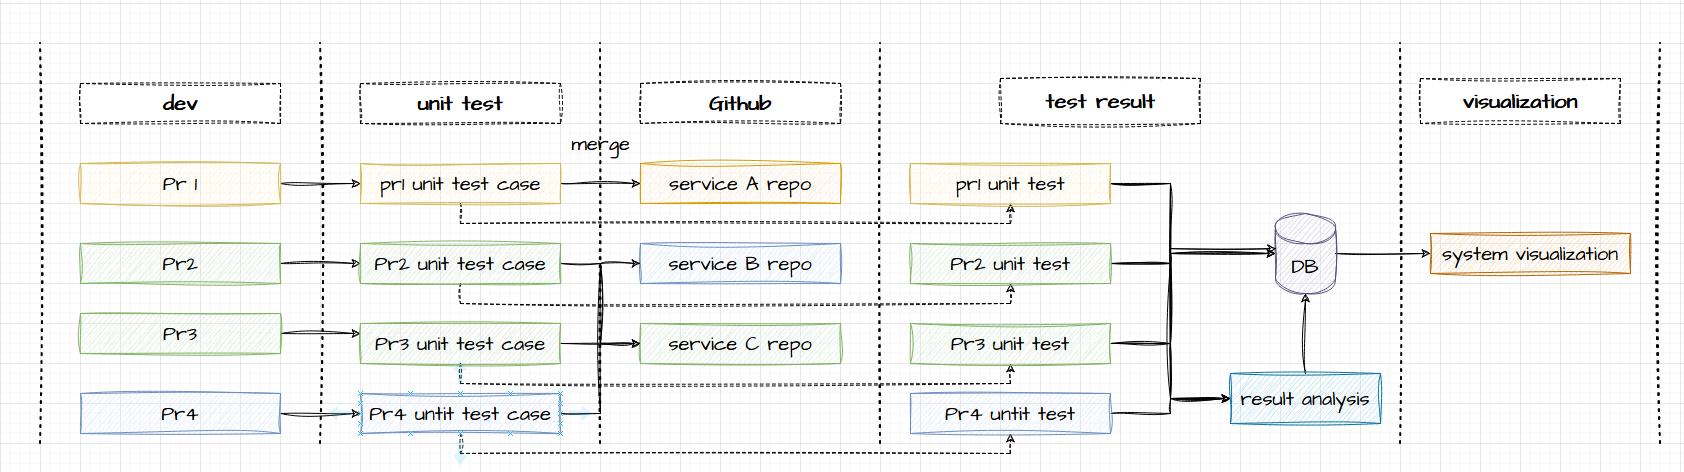 dev
unit test
Github
test result
visualization
merge
Pr 1
pr1 unit test case
service A repo
pr1 unit test
Pr2
Pr2 unit test case
service B repo
Pr2 unit test
DB
system visualization
Pr3
Pr3 unit test case
service C repo
Pr3 unit test
Pr4
Pr4 untit test case
Pr4 untit test
result analysis